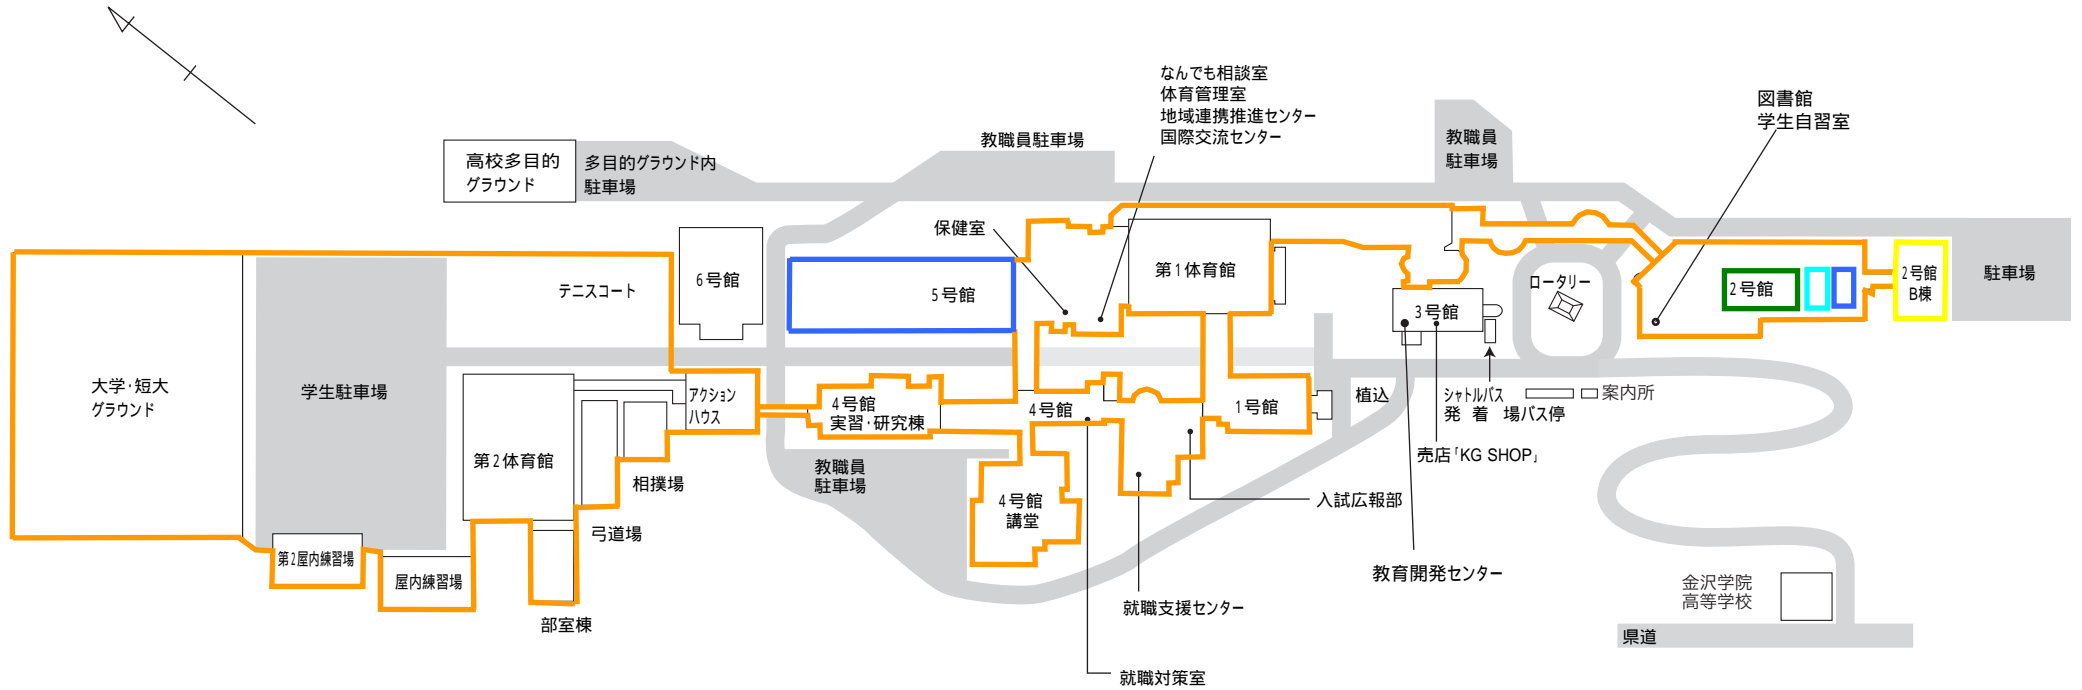 なんでも相談室
体育管理室
地域連携推進センター
国際交流センター
図書館
学生自習室
教職員駐車場
教職員
駐車場
高校多目的
グラウンド
多目的グラウンド内
駐車場
保健室
第1体育館
6号館
テニスコート
5号館
3号館
ロータリー
2号館
2号館
B棟
駐車場
大学・短大
グラウンド
学生駐車場
アクション
ハウス
4号館
実習・研究棟
4号館
1号館
植込
シャトルバス
発着場バス停
案内所
売店「KG SHOP」
第2体育館
相撲場
教職員
駐車場
4号館
講堂
入試広報部
弓道場
第2屋内練習場
屋内練習場
教育開発センター
金沢学院
高等学校
就職支援センター
部室棟
県道
就職対策室